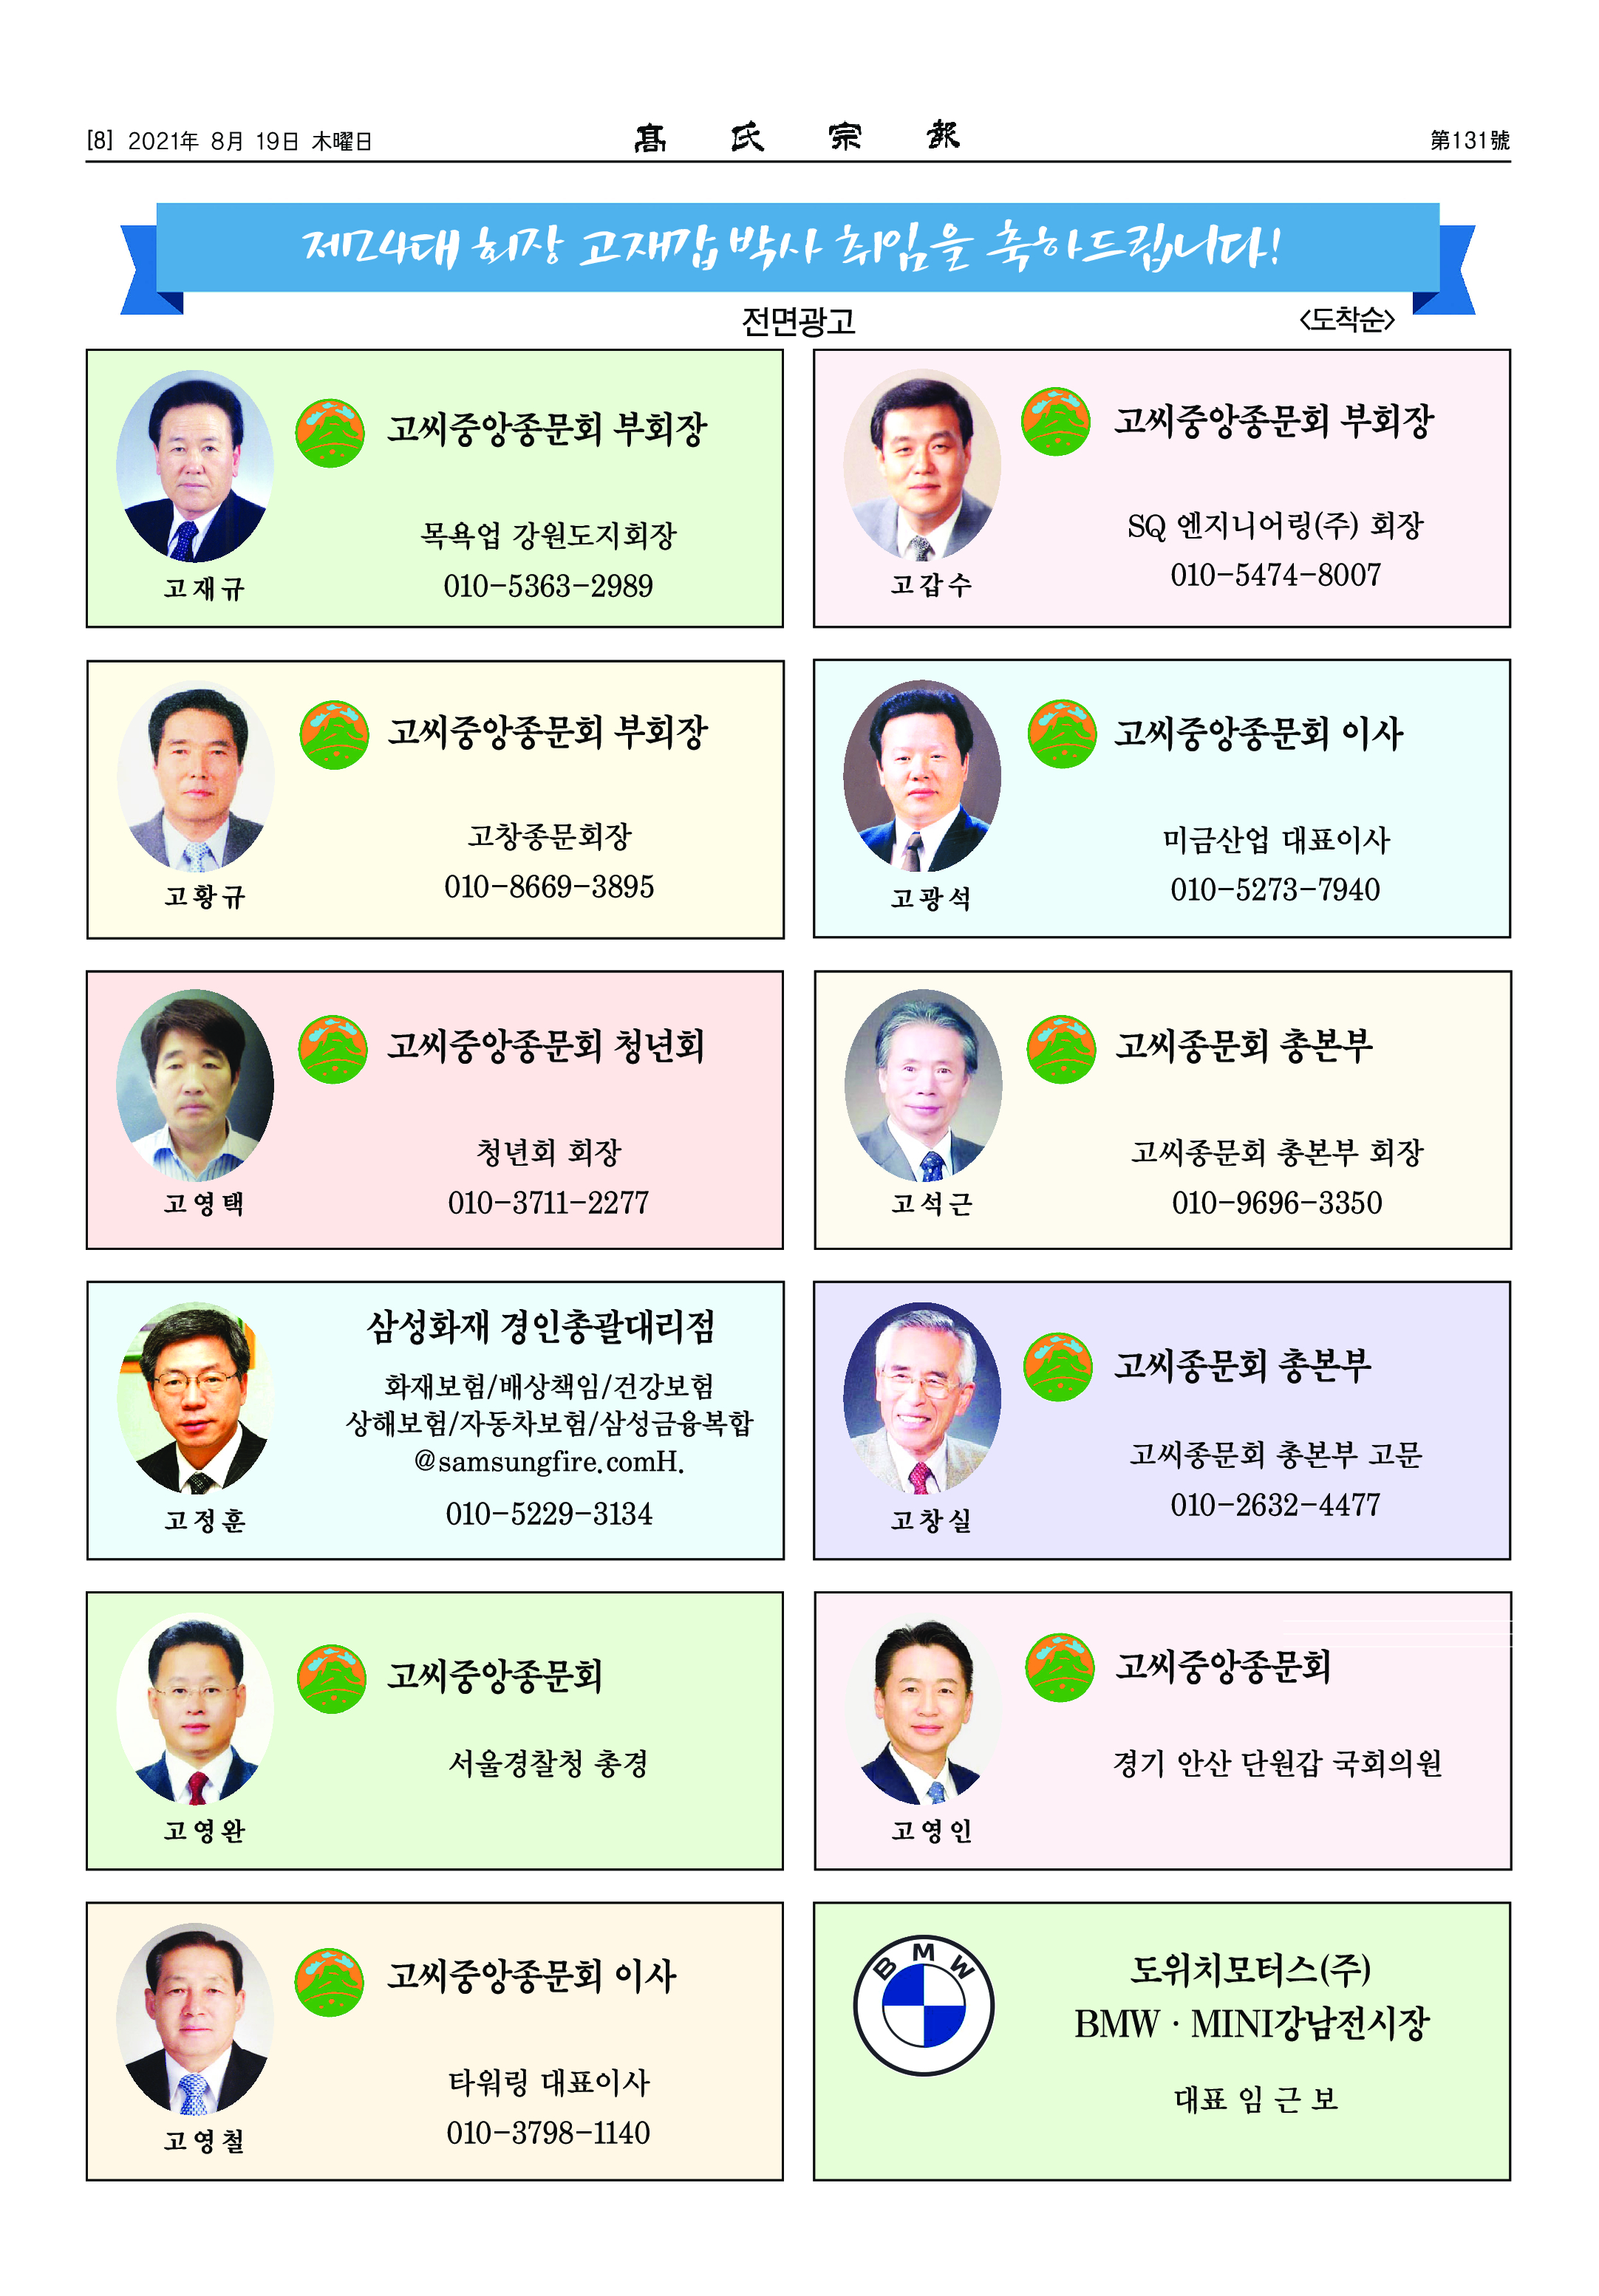 [8] 2021年 8月 19日 木曜日
髙氏宗報
第131號
제24대 회장 고재갑 박사 취임을 축하드립니다!
전면광고
<도착순>
고씨중앙종문회 부회장
목욕업 강원도지회장
010-5363-2989
고재규
고씨중앙종문회 부회장
SQ 엔지니어링(주) 회장
010-5474-8007
고갑수
고씨중앙종문회 부회장
고창종문회장
010-8669-3895
고황규
고씨중앙종문회 이사
미금산업 대표이사
010-5273-7940
고광석
고씨중앙종문회 청년회
청년회 회장
010-3711-2277
고영택
고씨종문회 총본부
고씨종문회 총본부 회장
010-9696-3350
고석근
삼성화재 경인총괄대리점
화재보험/배상책임/건강보험
상해보험/자동차보험/삼성금융복합
@samsungfire.comH.
010-5229-3134
고정훈
고씨종문회 총본부
고씨종문회 총본부 고문
010-2632-4477
고창실
고씨중앙종문회
서울경찰청 총경
고영완
고씨중앙종문회
경기 안산 단원갑 국회의원
고영인
고씨중앙종문회 이사
타워링 대표이사
010-3798-1140
고영철
BMW
도위치모터스(주)
BMW · MINI강남전시장
대표 임 근 보